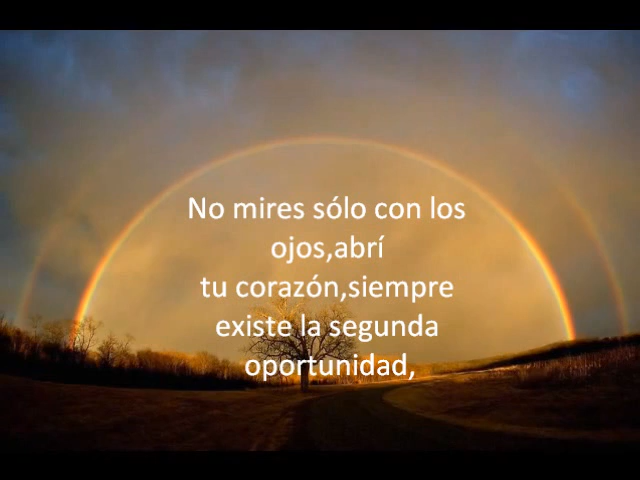 No mires sólo con los
ojos,abrí
tu corazón,siempre
existe la segunda
oportunidad,